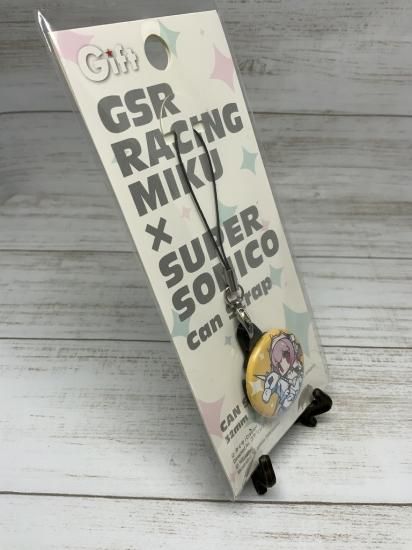 Gift
GSR
RACING
MIKU
×
SUPER
SONICO
can strap
CAN S
32mm